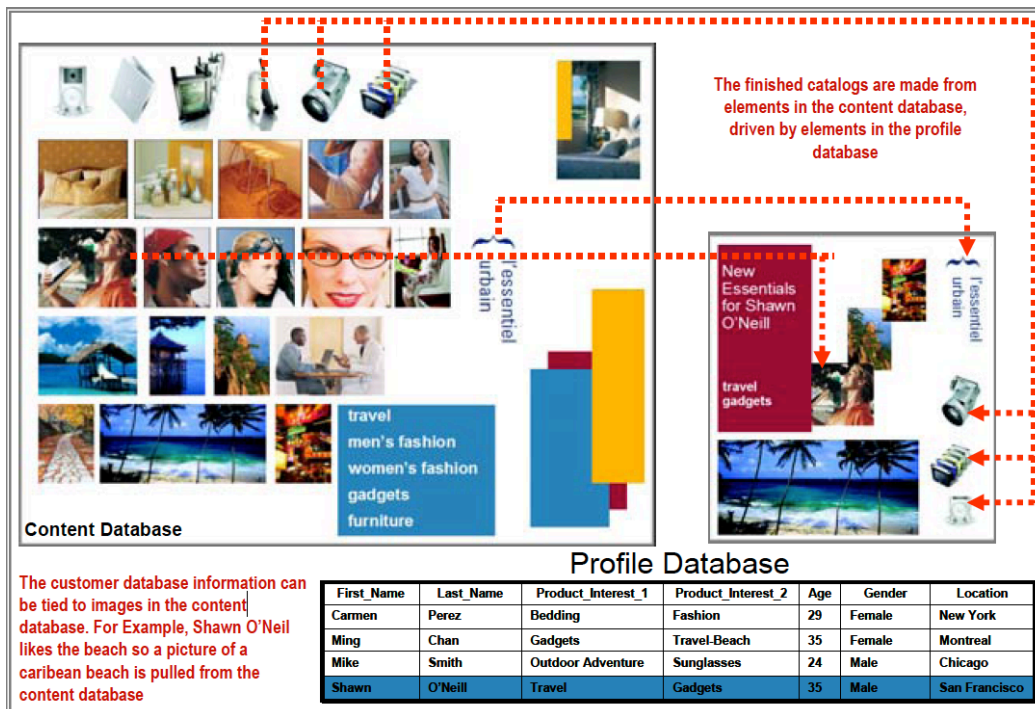 The finished catalogs are made from
elements in the content database,
driven by elements in the profile
database
l'essentiel
urbain
travel
men's fashion
women's fashion
gadgets
furniture
Content Database
New
Essentials
for Shawn
O'Neill
travel
gadgets
l'essentiel
urbain
The customer database information can
be tied to images in the content
database. For Example, Shawn O'Neil
likes the beach so a picture of a
caribean beach is pulled from the
content database
Profile Database
First_Name Last_Name Product_Interest_1 Product_Interest_2 Age Gender Location
Carmen Perez Bedding Fashion 29 Female New York
Ming Chan Gadgets Travel-Beach 35 Female Montreal
Mike Smith Outdoor Adventure Sunglasses 24 Male Chicago
Shawn O'Neill Travel Gadgets 35 Male San Francisco